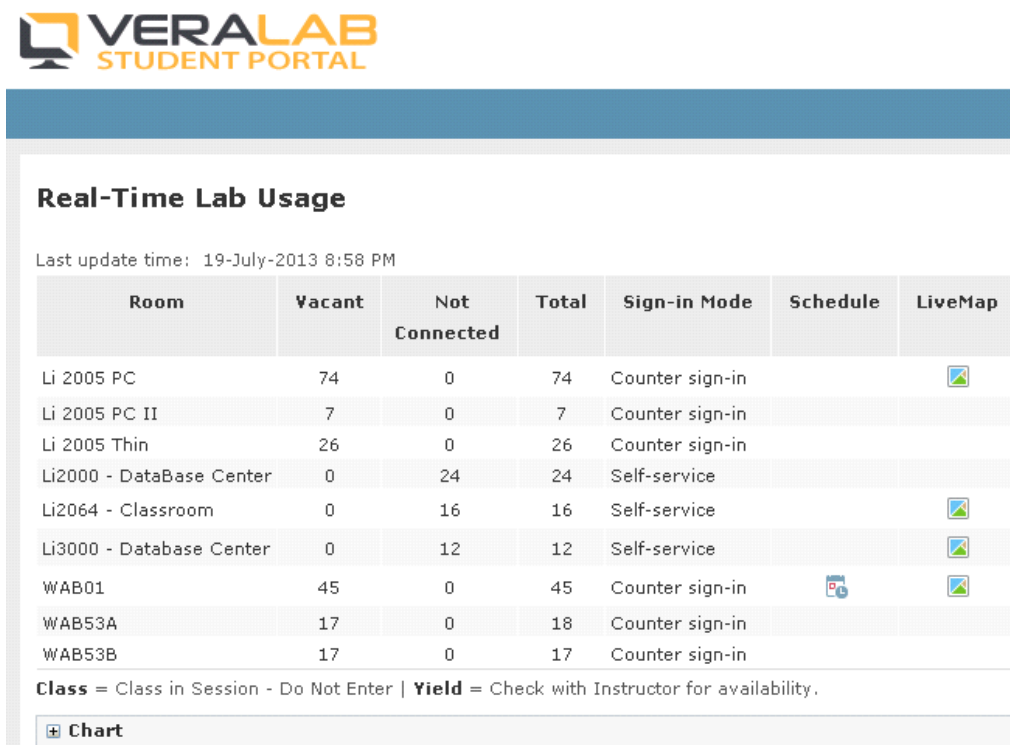 VERALAB
STUDENT PORTAL
Real-Time Lab Usage
Last update time: 19-July-2013 8:58 PM
Room Vacant Not Connected Total Sign-in Mode Schedule LiveMap
Li 2005 PC 74 0 74 Counter sign-in
Li 2005 PC II 7 0 7 Counter sign-in
Li 2005 Thin 26 0 26 Counter sign-in
Li2000 - DataBase Center 0 24 24 Self-service
Li2064 - Classroom 0 16 16 Self-service
Li3000 - Database Center 0 12 12 Self-service
WAB01 45 0 45 Counter sign-in
WAB53A 17 0 18 Counter sign-in
WAB53B 17 0 17 Counter sign-in
Class = Class in Session - Do Not Enter | Yield = Check with Instructor for availability.
Chart